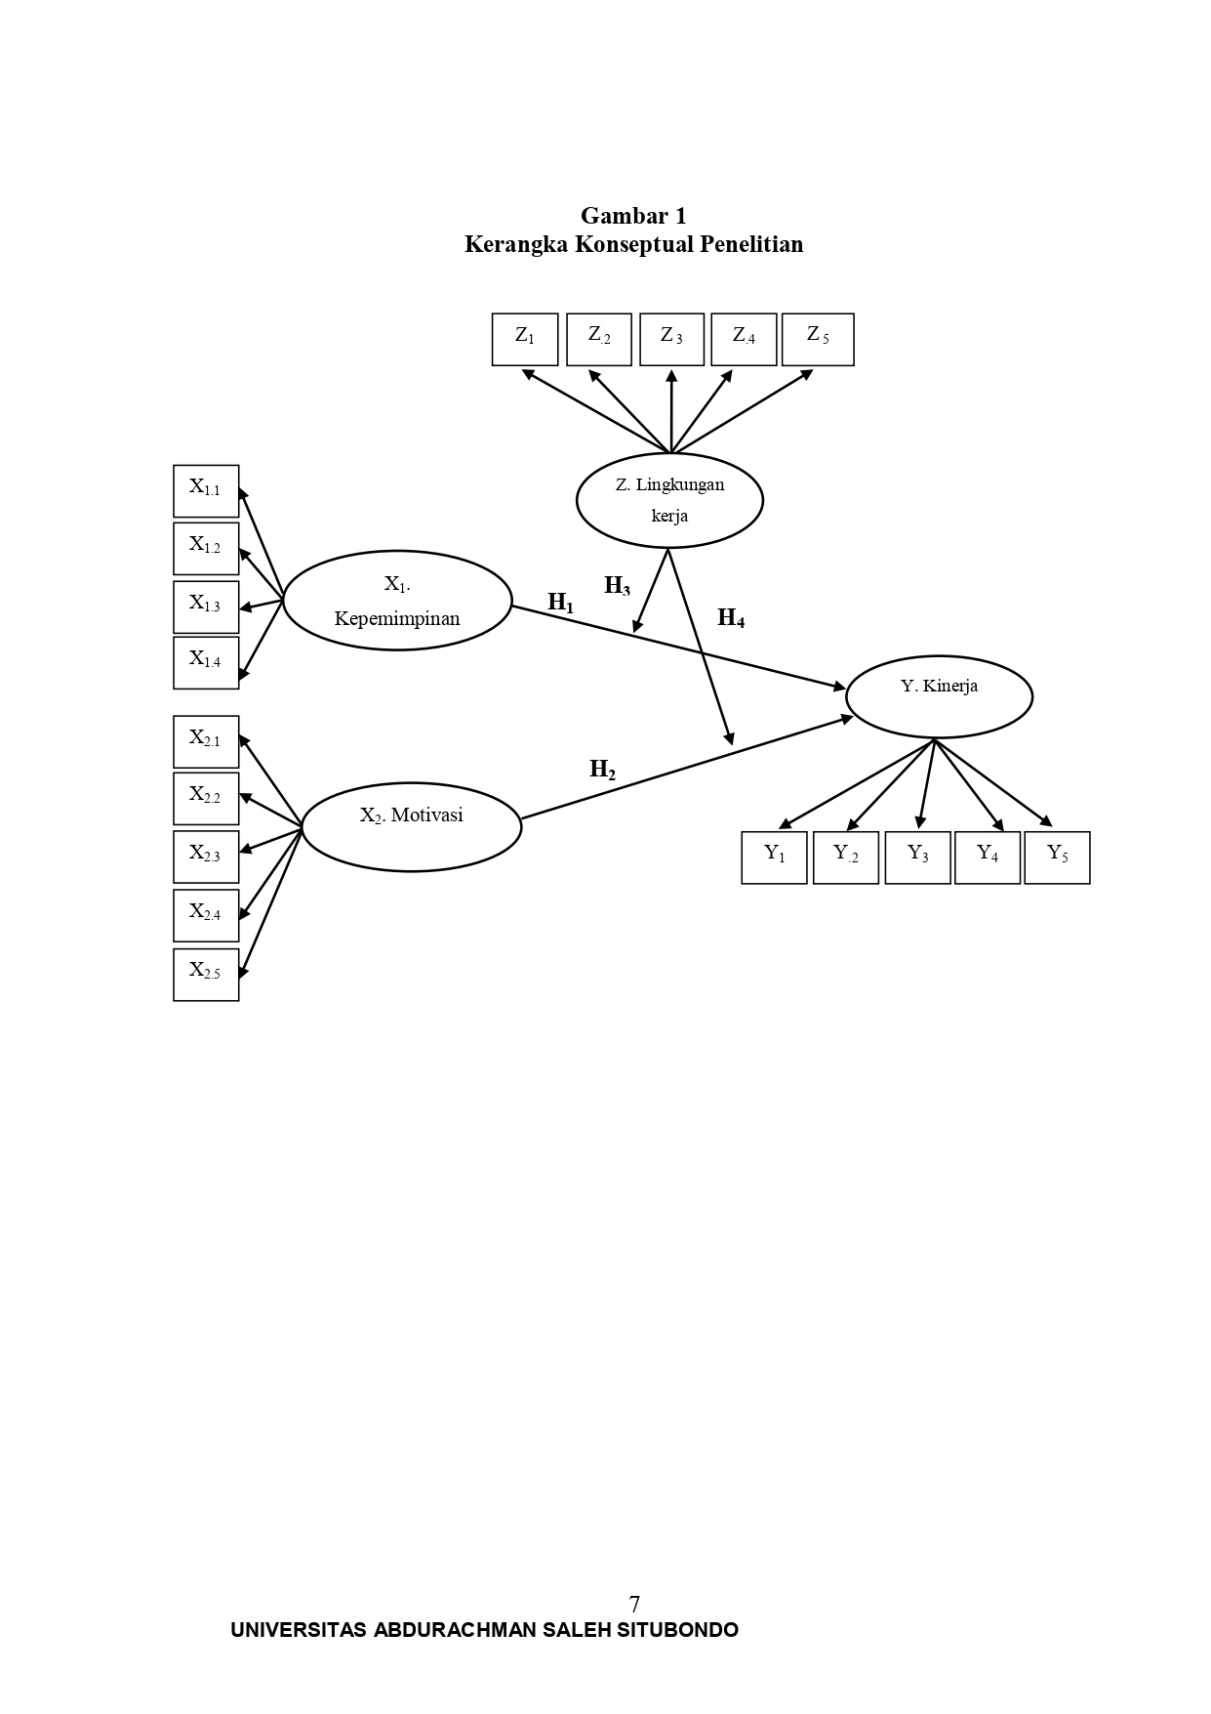 Gambar 1
Kerangka Konseptual Penelitian
Z1 Z.2 Z 3 Z.4 Z 5
Z. Lingkungan
kerja
X1.1
X1.2
X1.3
X1.4
X1.
Kepemimpinan
H1
H3
H4
Y. Kinerja
X2.1
X2.2
X2.3
X2.4
X2.5
X2. Motivasi
H2
Y1 Y.2 Y3 Y4 Y5
7
UNIVERSITAS ABDURACHMAN SALEH SITUBONDO